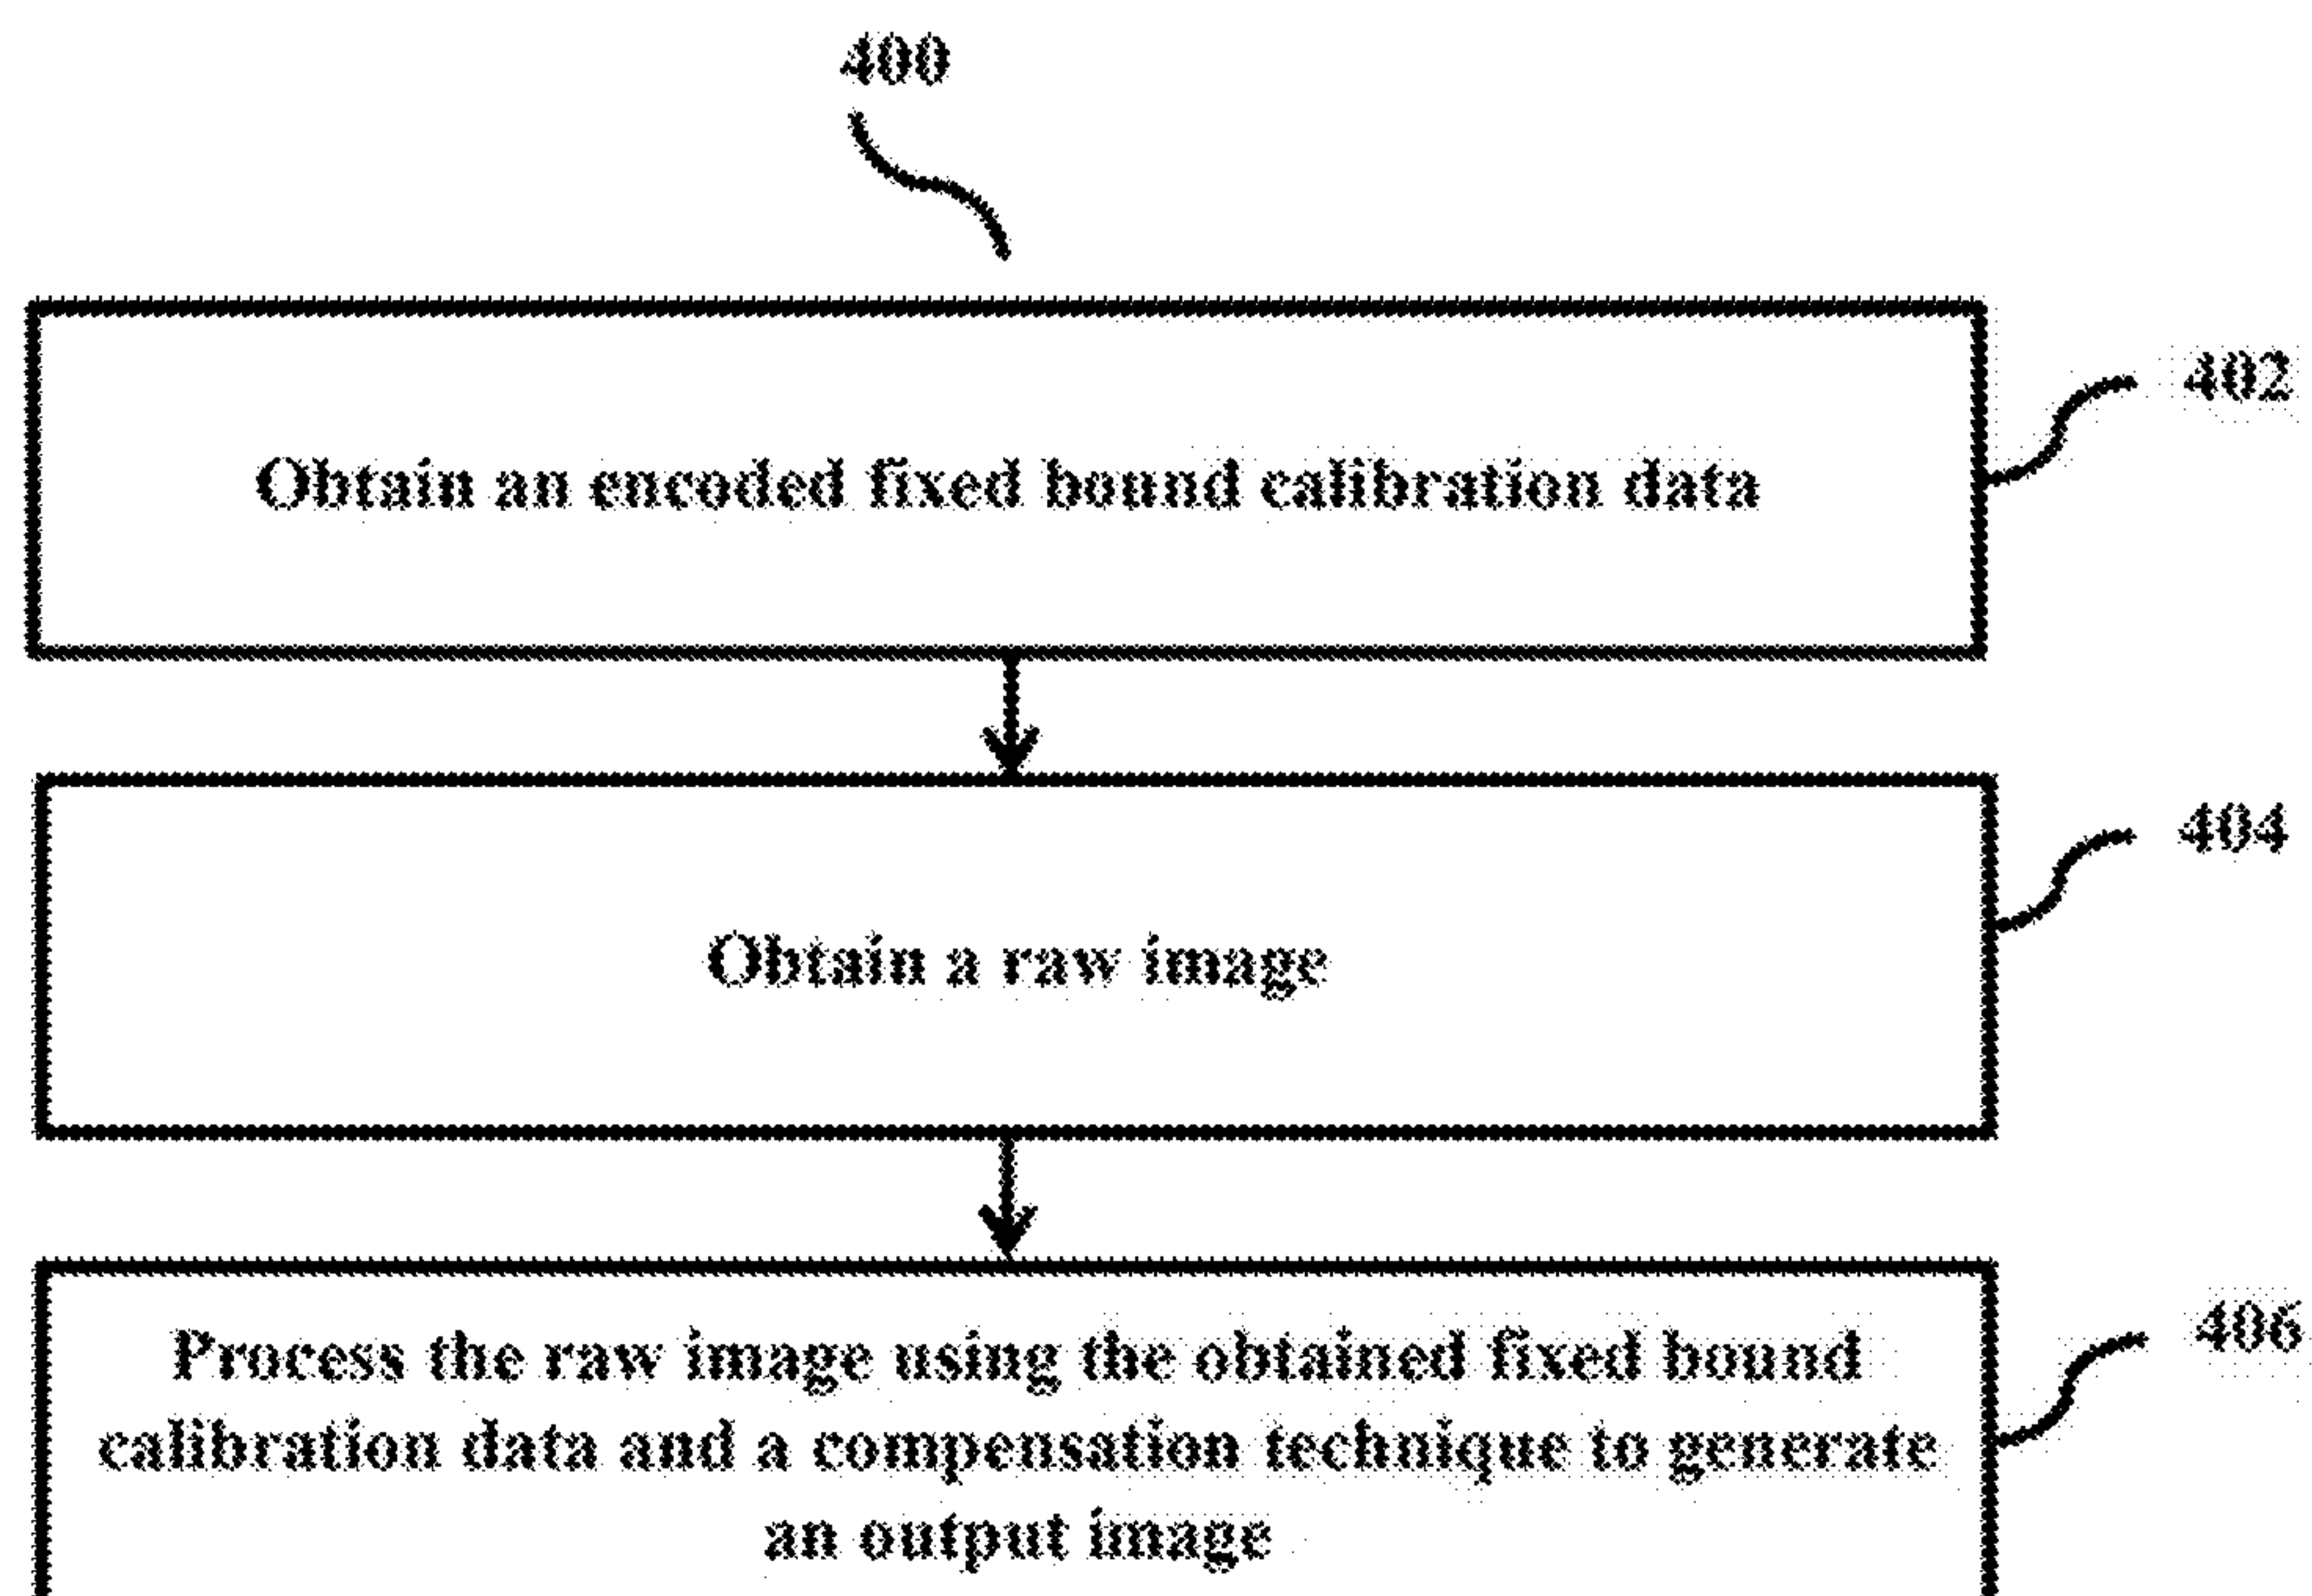 400
402
Obtain an encoded fixed bound calibration data
404
Obtain a raw image
406
Process the raw image using the obtained fixed bound
calibration data and a compensation technique to generate
an output image